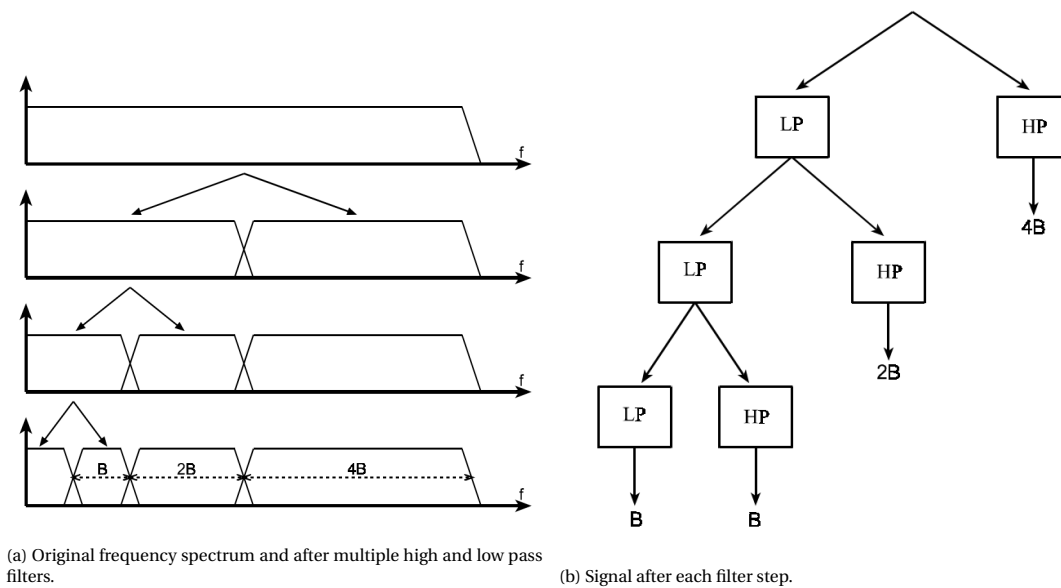 f
f
f
B
2B
4B
f
(a) Original frequency spectrum and after multiple high and low pass
filters.
LP
HP
4B
LP
HP
2B
LP
HP
B
B
(b) Signal after each filter step.